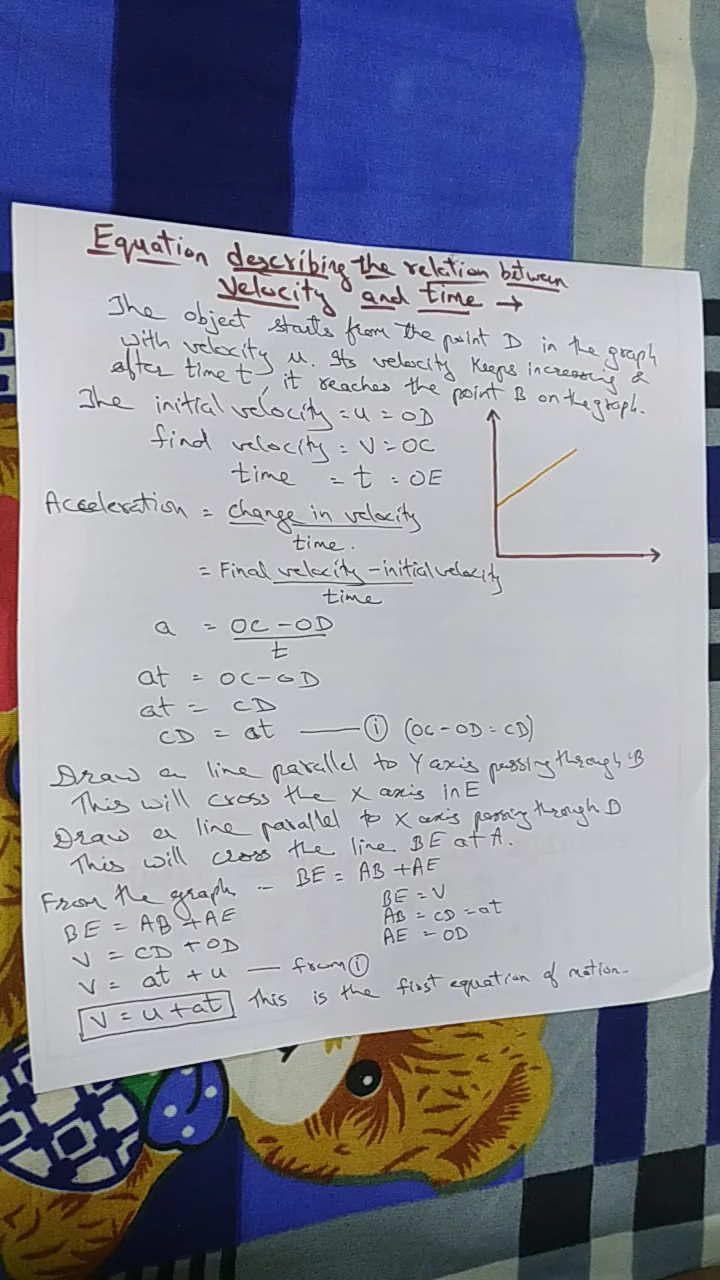 Equation describing the relation between
velocity and time →
The object starts from the point D in the graph
with velocity u. Its velocity keeps increasing &
after time t, it reaches the point B on the graph.
The initial velocity = u = OD
find velocity = V = OC
time = t = OE
Acceleration = change in velocity
time.
= Final velocity - initial velocity
time
a = OC - OD
t
at = OC - OD
at = CD
CD = at —— (i) (OC - OD = CD)
Draw a line parallel to Y axis passing through B
This will cross the X axis in E
Draw a line parallel to X axis passing through D
This will cross the line BE at A.
From the graph - BE = AB + AE
BE = AB + AE
V = CD + OD
V = at + u — from (i)
BE = V
AB = CD = at
AE = OD
V = u + at This is the first equation of motion.